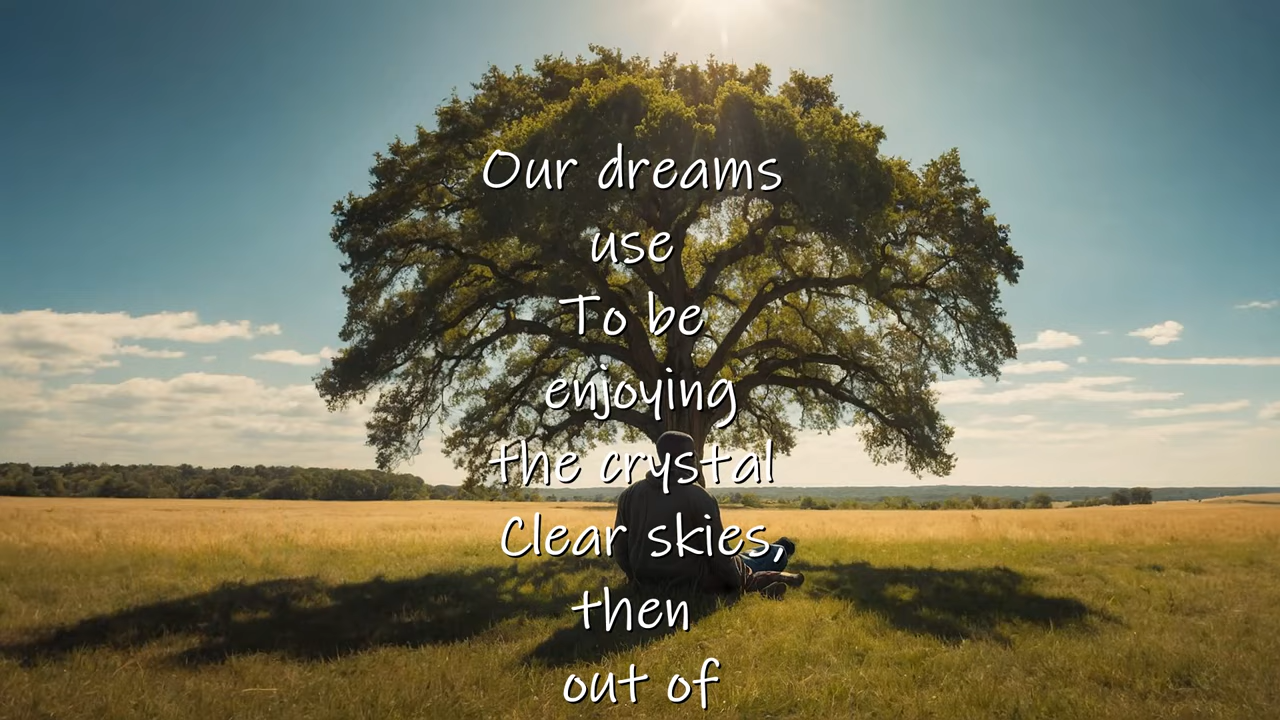 Our dreams
use
To be
enjoying
the crystal
Clear skies,
then
out of